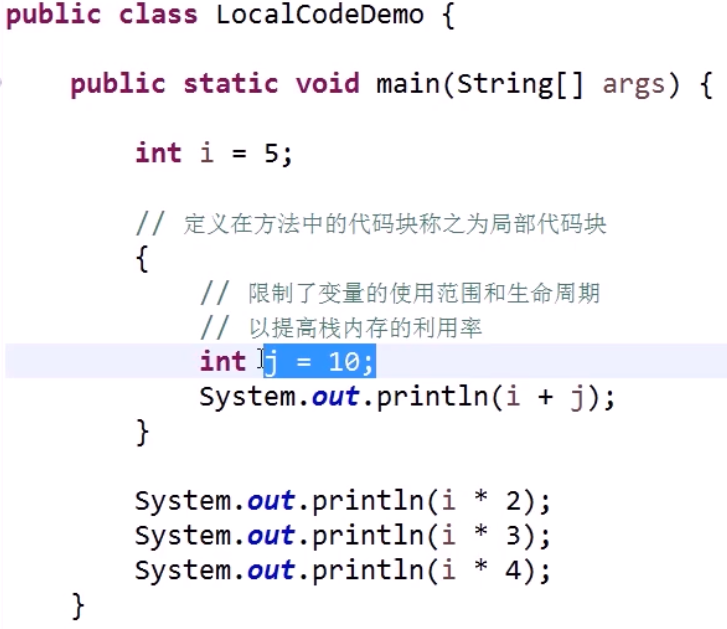 public class LocalCodeDemo {
public static void main(String[] args) {
int i = 5;
// 定义在方法中的代码块称之为局部代码块
{
// 限制了变量的使用范围和生命周期
// 以提高栈内存的利用率
int j = 10;
System.out.println(i + j);
}
System.out.println(i * 2);
System.out.println(i * 3);
System.out.println(i * 4);
}